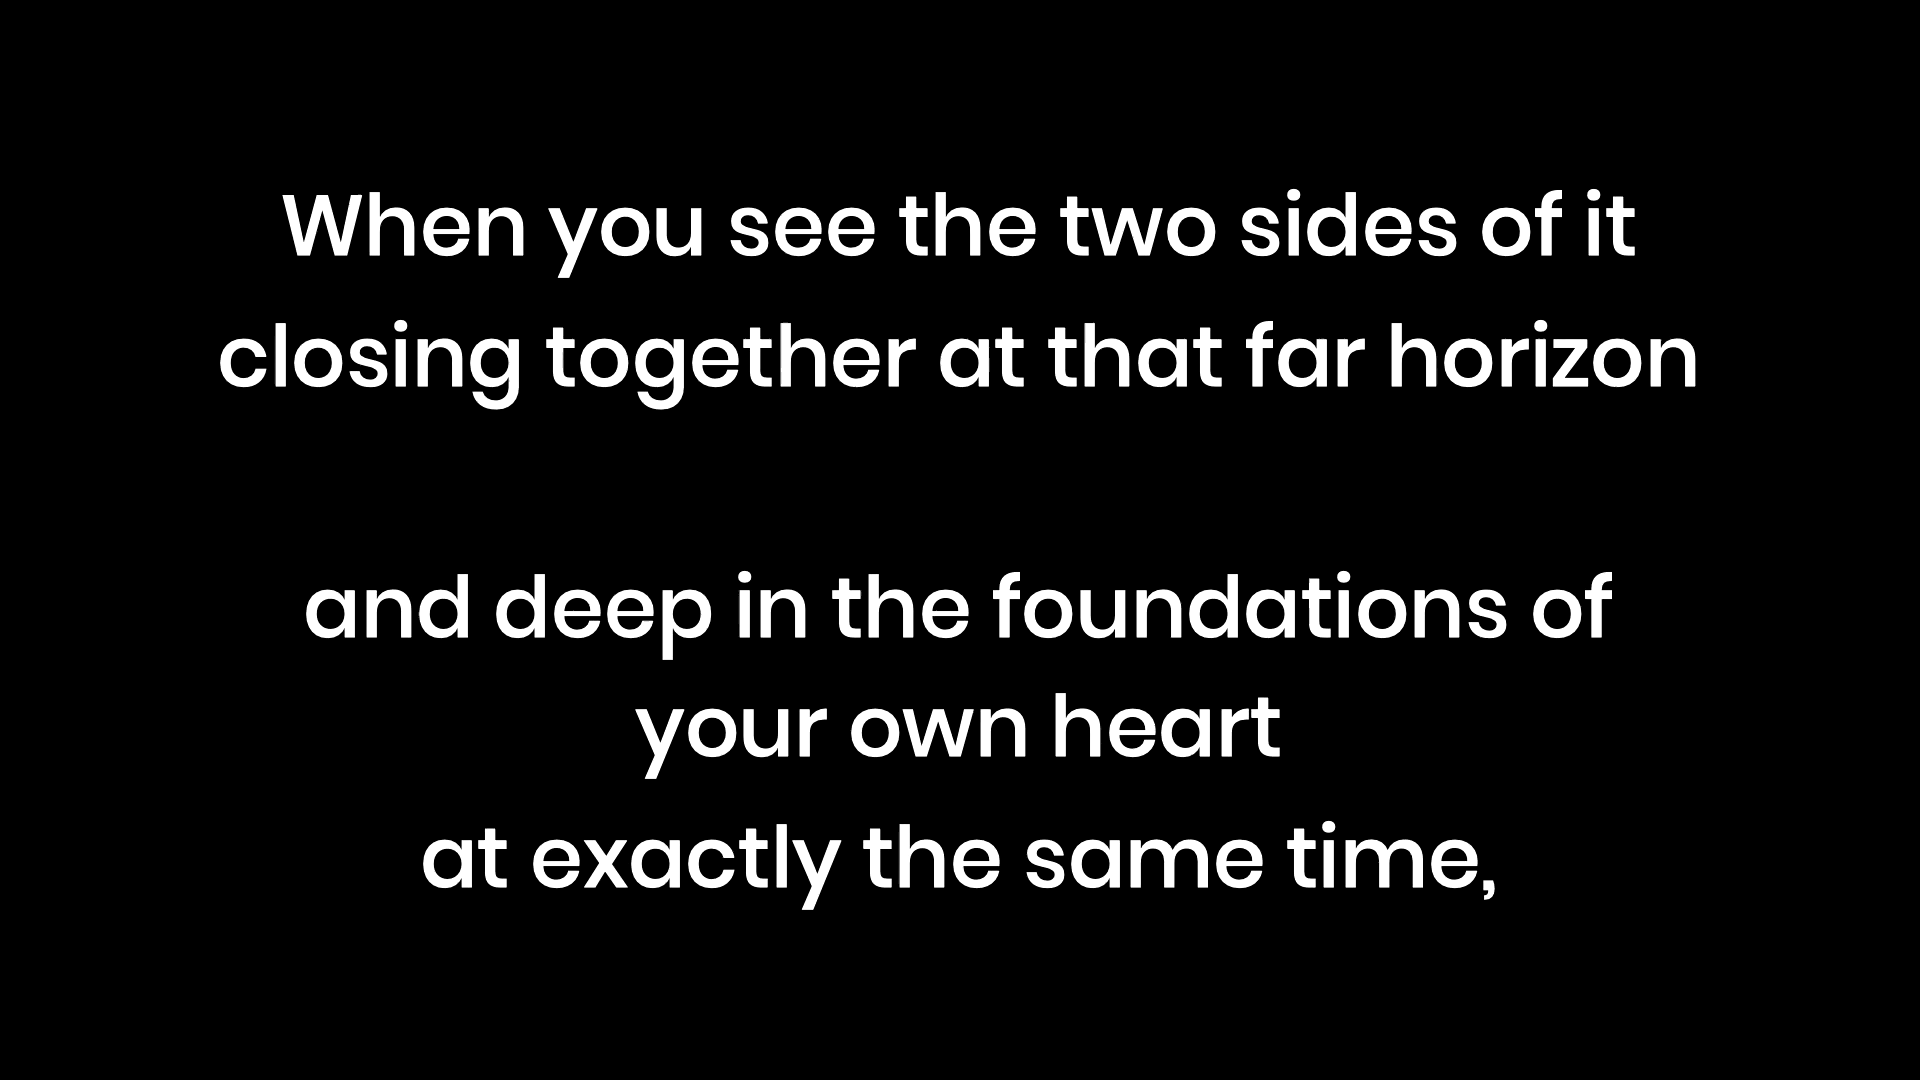 When you see the two sides of it
closing together at that far horizon
and deep in the foundations of
your own heart
at exactly the same time,